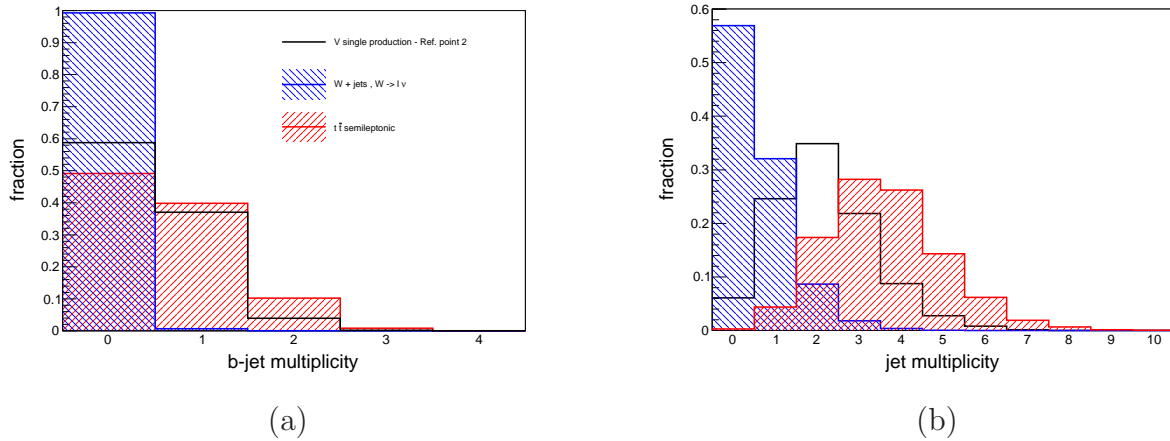 1
0.9
0.8
0.7
0.6
0.5
0.4
0.3
0.2
0.1
0
fraction
V single production - Ref. point 2
W + jets , W -> l ν
t t̄ semileptonic
0 1 2 3 4
b-jet multiplicity
(a)
0.6
0.5
0.4
0.3
0.2
0.1
0
fraction
0 1 2 3 4 5 6 7 8 9 10
jet multiplicity
(b)